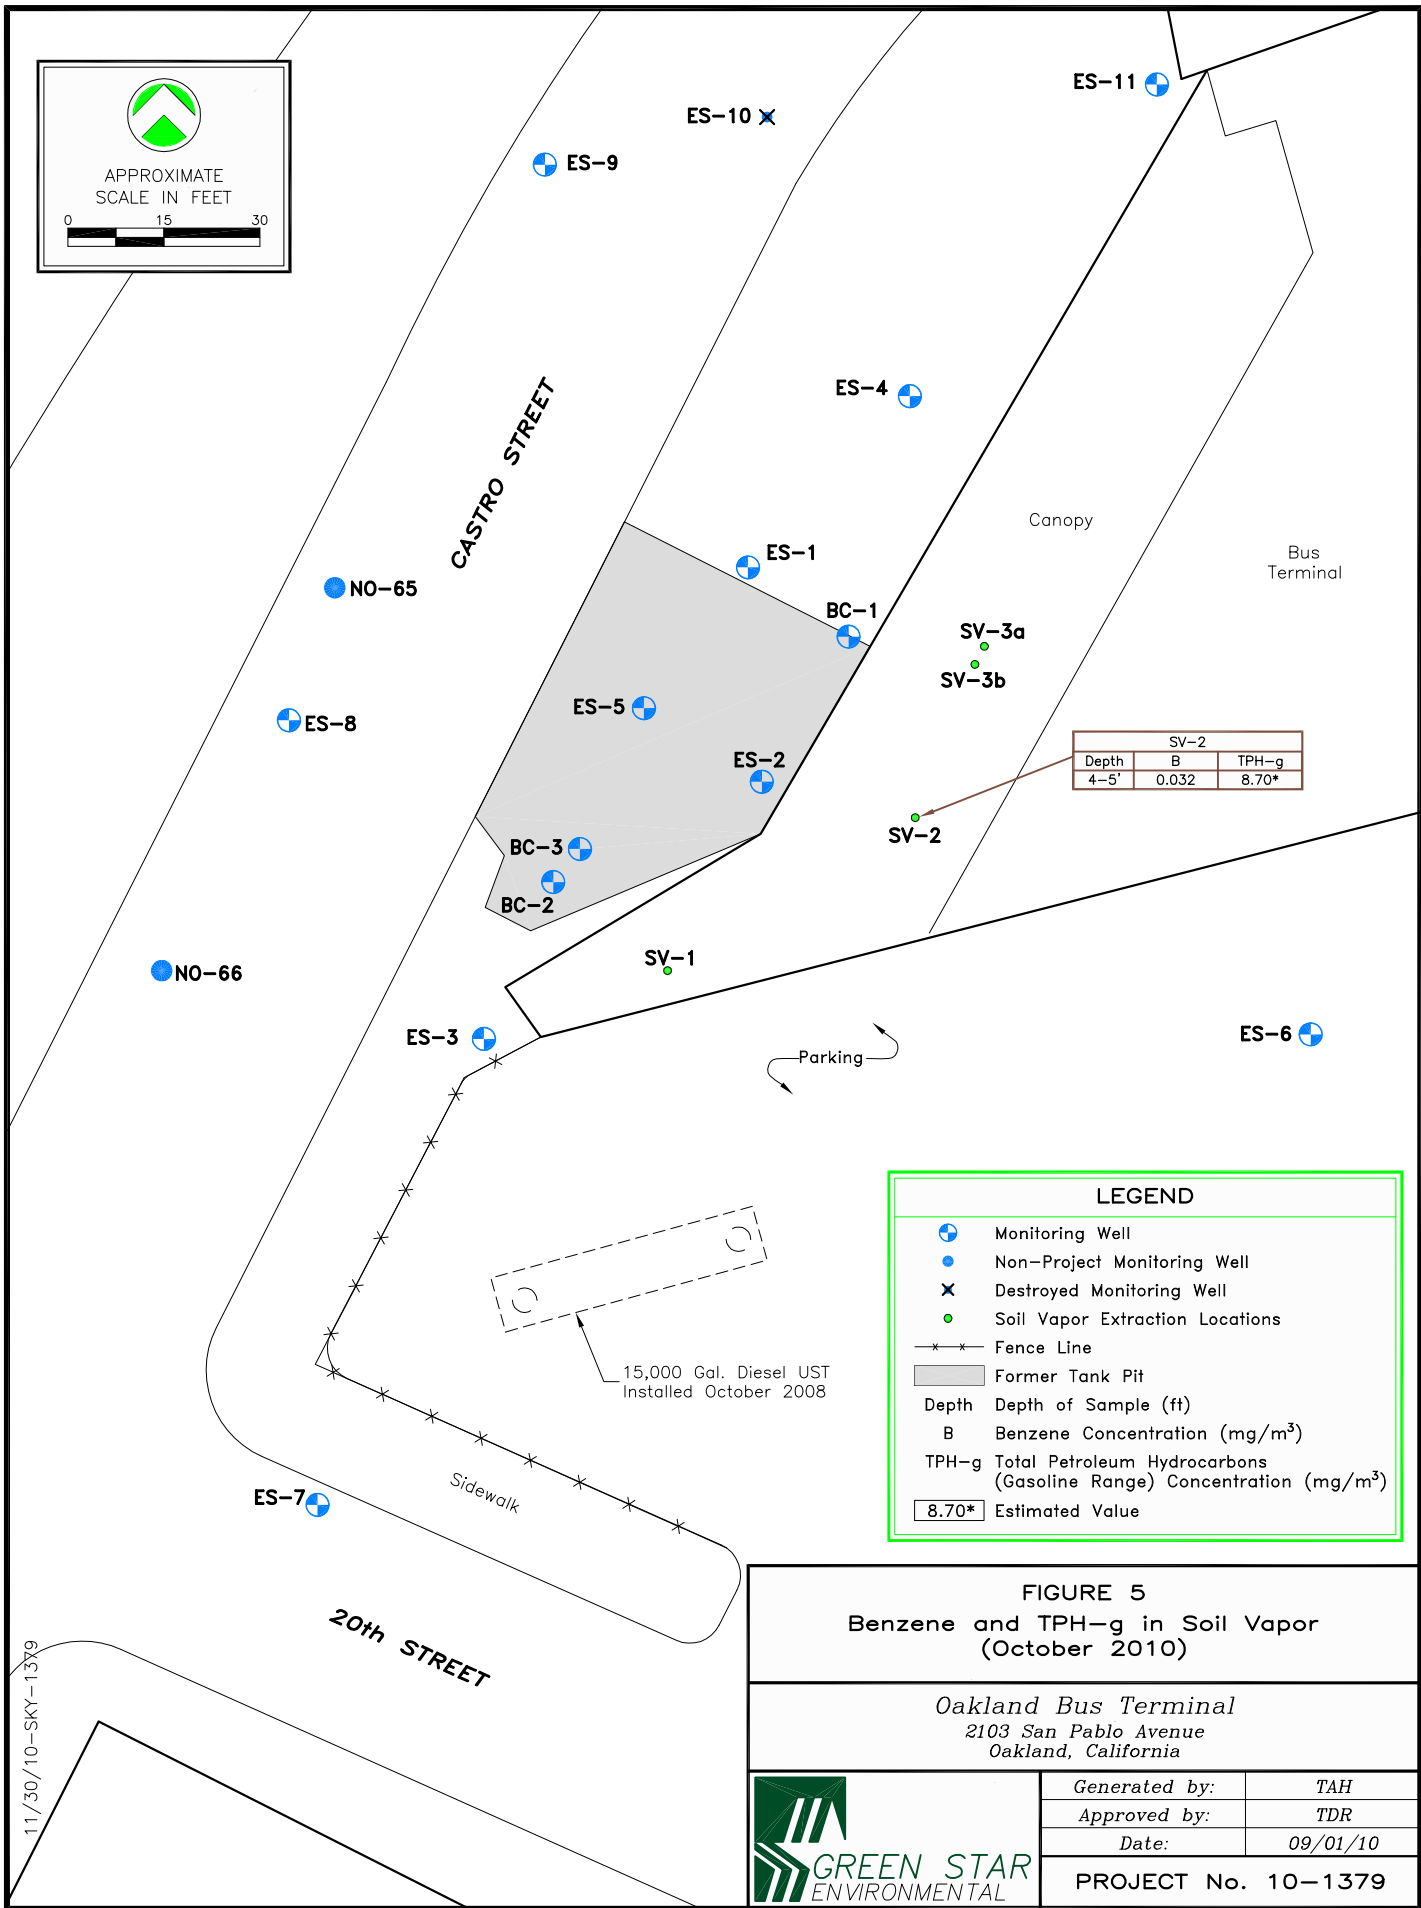 APPROXIMATE
SCALE IN FEET
0 15 30
ES-11
ES-10
ES-9
ES-4
CASTRO STREET
Canopy
Bus
Terminal
ES-1
NO-65
BC-1
SV-3a
SV-3b
ES-5
ES-8
ES-2
SV-2
Depth B TPH-g
4-5' 0.032 8.70*
SV-2
BC-3
BC-2
SV-1
NO-66
ES-3
ES-6
Parking
LEGEND
Monitoring Well
Non-Project Monitoring Well
Destroyed Monitoring Well
Soil Vapor Extraction Locations
Fence Line
Former Tank Pit
Depth Depth of Sample (ft)
B Benzene Concentration (mg/m³)
TPH-g Total Petroleum Hydrocarbons
(Gasoline Range) Concentration (mg/m³)
8.70* Estimated Value
15,000 Gal. Diesel UST
Installed October 2008
Sidewalk
ES-7
20th STREET
11/30/10-SKY-1379
FIGURE 5
Benzene and TPH-g in Soil Vapor
(October 2010)
Oakland Bus Terminal
2103 San Pablo Avenue
Oakland, California
GREEN STAR
ENVIRONMENTAL
Generated by: TAH
Approved by: TDR
Date: 09/01/10
PROJECT No. 10-1379